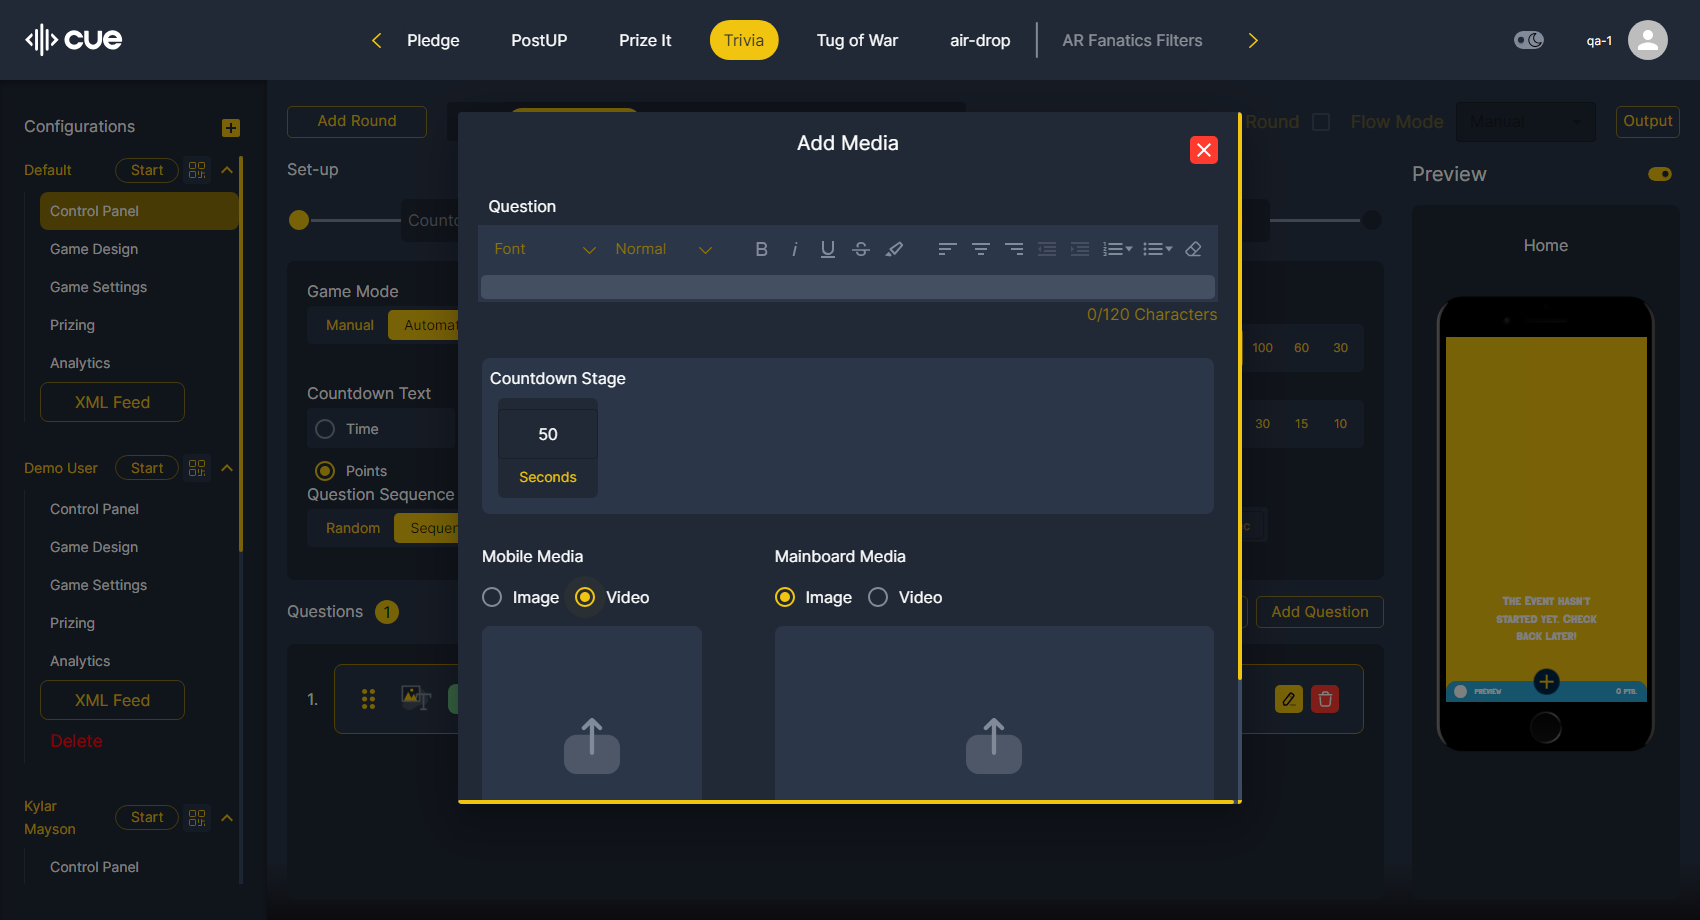 cue
Pledge
PostUP
Prize It
Trivia
Tug of War
air-drop
AR Fanatics Filters
qa-1
Configurations
Default
Start
Control Panel
Game Design
Game Settings
Prizing
Analytics
XML Feed
Demo User
Start
Control Panel
Game Design
Game Settings
Prizing
Analytics
XML Feed
Delete
Kylar
Mayson
Start
Control Panel
Add Round
Round
Flow Mode
Manual
Output
Set-up
Game Mode
Manual
Countdown Text
Time
Points
Question Sequence
Random
Questions
1
1.
100
60
30
30
15
10
Add Question
Add Media
Question
Font
Normal
0/120 Characters
Countdown Stage
50
Seconds
Mobile Media
Image
Video
Mainboard Media
Image
Video
Preview
Home
The Event hasn't
started yet. Check
back later!
PREVIEW
0 PTS.